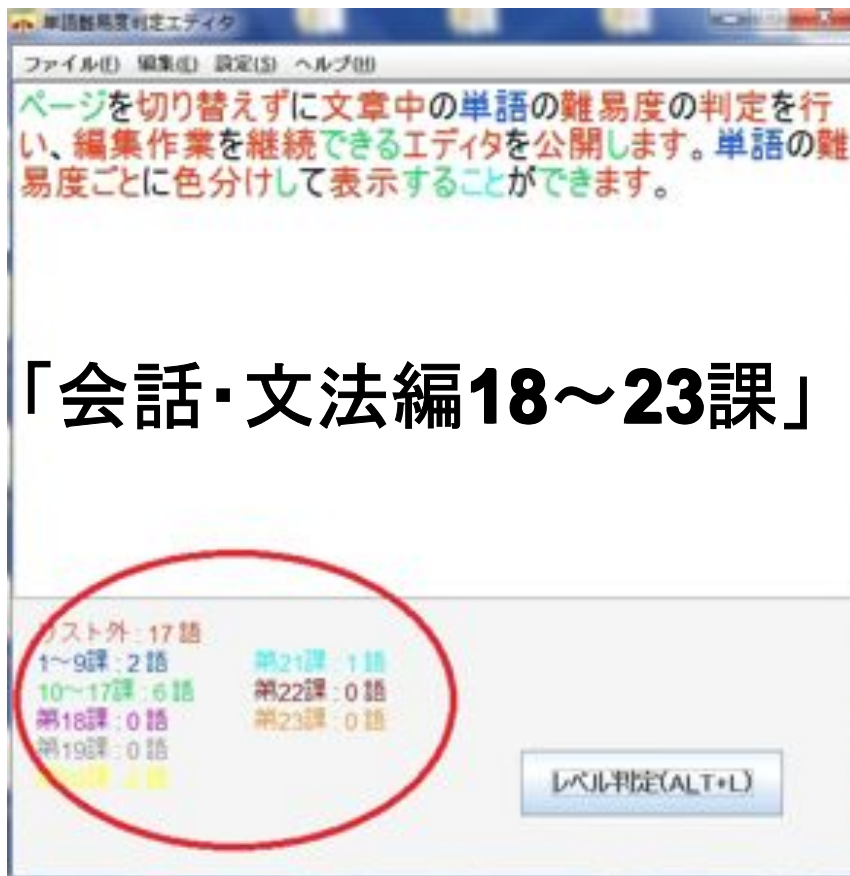 単語難易度判定エディタ
ファイル(F) 編集(E) 設定(S) ヘルプ(H)
ページを切り替えずに文章中の単語の難易度の判定を行
い、編集作業を継続できるエディタを公開します。単語の難
易度ごとに色分けして表示することができます。
「会話・文法編18～23課」
リスト外 : 17 語
1～9課 : 2 語 第21課 : 1 語
10～17課 : 6 語 第22課 : 0 語
第18課 : 0 語 第23課 : 0 語
第19課 : 0 語
レベル判定(ALT+L)